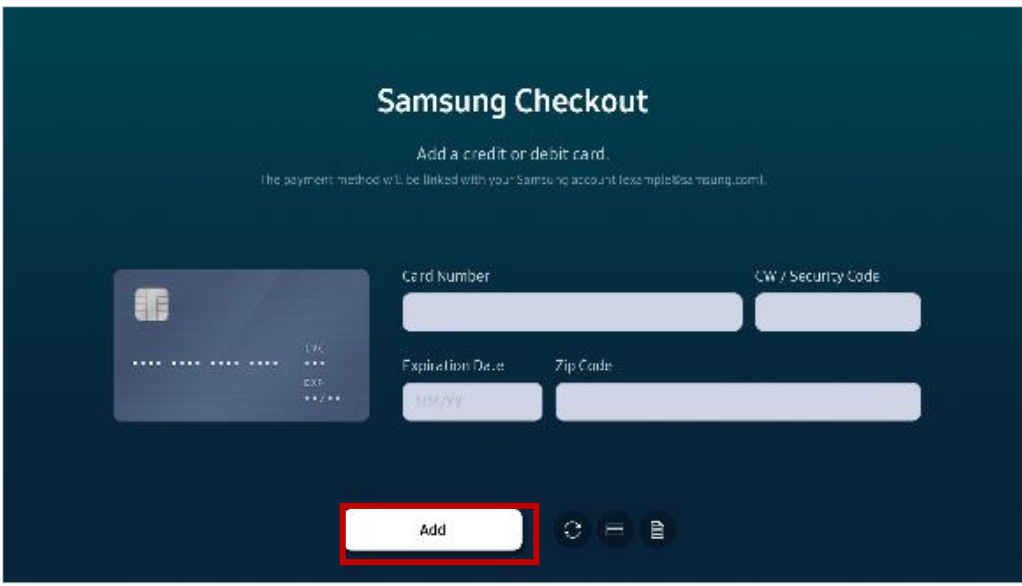 Samsung Checkout
Add a credit or debit card.
The payment method will be linked with your Samsung account (example@samsung.com).
Card Number
CVV / Security Code
•••• •••• •••• ••••
•••
EXP
••/••
Expiration Date
Zip Code
MM/YY
Add